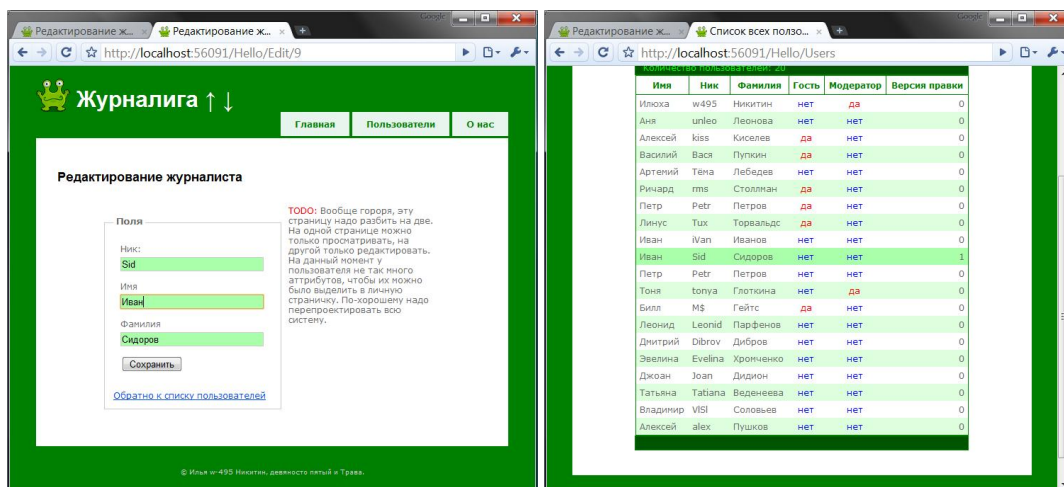 Google
Редактирование ж...
Редактирование ж...
http://localhost:56091/Hello/Edit/9
Журналига ↑ ↓
Главная Пользователи О нас
Редактирование журналиста
Поля
Ник:
Sid
Имя
Иван
Фамилия
Сидоров
Сохранить
Обратно к списку пользователей
TODO: Вообще гороря, эту
страницу надо разбить на две.
На одной странице можно
только просматривать, на
другой только редактировать.
На данный момент у
пользователя не так много
аттрибутов, чтобы их можно
было выделить в личную
страничку. По-хорошему надо
перепроектировать всю
систему.
© Илья w-495 Никитин, девяносто пятый и Трава.
Google
Редактирование ж...
Список всех ползо...
http://localhost:56091/Hello/Users
Количество пользователей: 20
Имя Ник Фамилия Гость Модератор Версия правки
Илюха w495 Никитин нет да 0
Аня unleo Леонова нет нет 0
Алексей kiss Киселев да нет 0
Василий Вася Пупкин да нет 0
Артемий Тёма Лебедев нет нет 0
Ричард rms Столлман да нет 0
Петр Petr Петров да нет 0
Линус Tux Торвальдс да нет 0
Иван iVan Иванов нет нет 0
Иван Sid Сидоров нет нет 1
Петр Petr Петров нет нет 0
Тоня tonya Глоткина нет да 0
Билл M$ Гейтс да нет 0
Леонид Leonid Парфенов нет нет 0
Дмитрий Dibrov Дибров нет нет 0
Эвелина Evelina Хромченко нет нет 0
Джоан Joan Дидион нет нет 0
Татьяна Tatiana Веденеева нет нет 0
Владимир VlSl Соловьев нет нет 0
Алексей alex Пушков нет нет 0